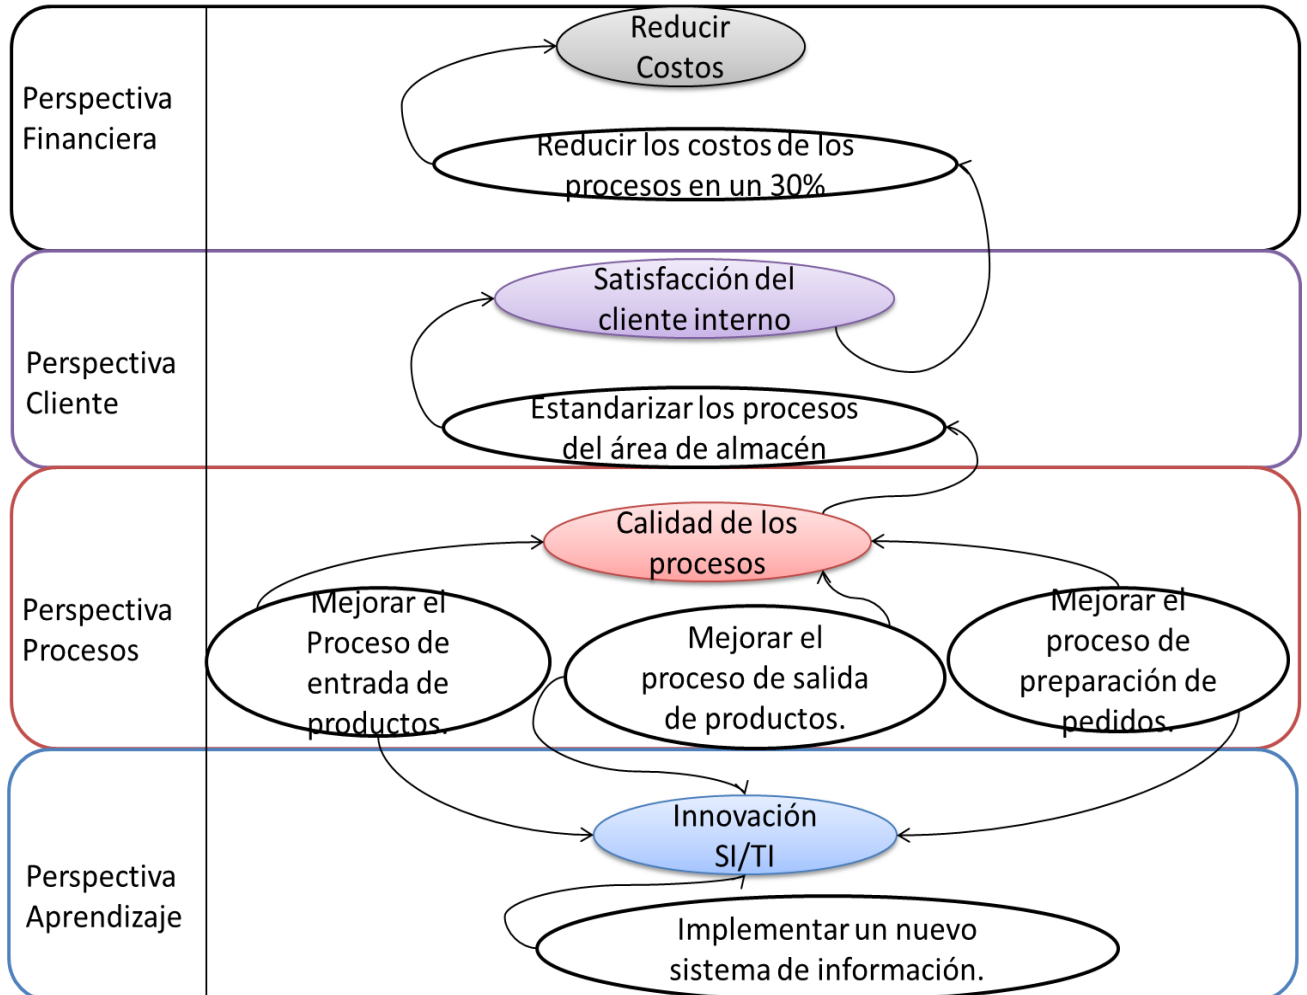 Reducir
Costos
Perspectiva
Financiera
Reducir los costos de los
procesos en un 30%
Satisfacción del
cliente interno
Perspectiva
Cliente
Estandarizar los procesos
del área de almacén
Calidad de los
procesos
Perspectiva
Procesos
Mejorar el
Proceso de
entrada de
productos.
Mejorar el
proceso de salida
de productos.
Mejorar el
proceso de
preparación de
pedidos.
Innovación
SI/TI
Perspectiva
Aprendizaje
Implementar un nuevo
sistema de información.